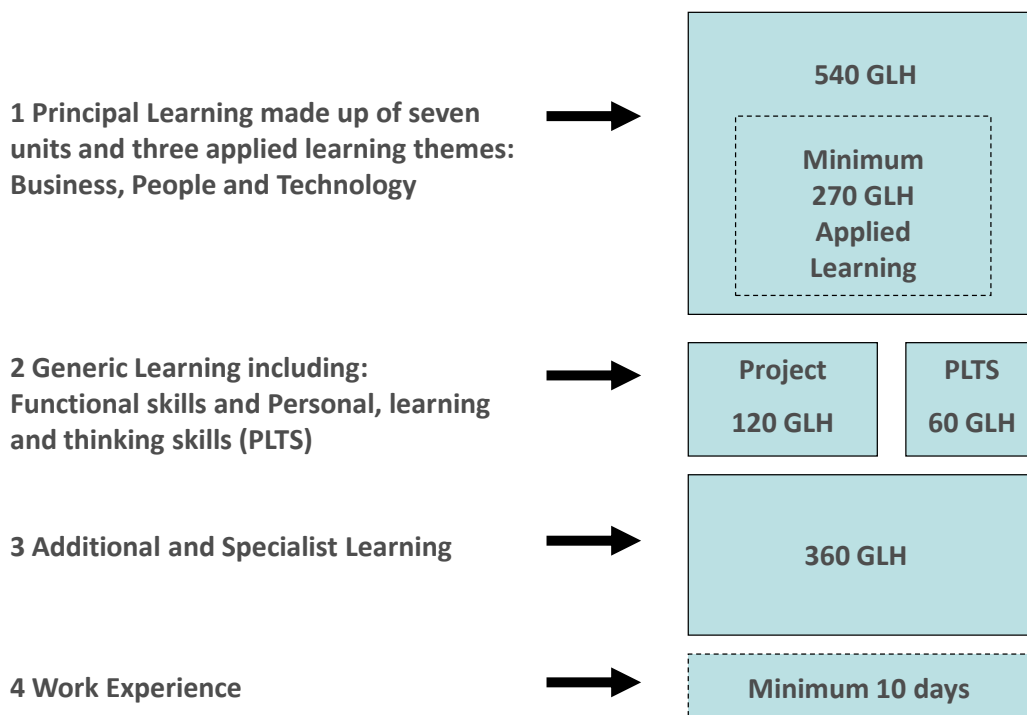 1 Principal Learning made up of seven
units and three applied learning themes:
Business, People and Technology
540 GLH
Minimum
270 GLH
Applied
Learning
2 Generic Learning including:
Functional skills and Personal, learning
and thinking skills (PLTS)
Project
120 GLH
PLTS
60 GLH
3 Additional and Specialist Learning
360 GLH
4 Work Experience
Minimum 10 days